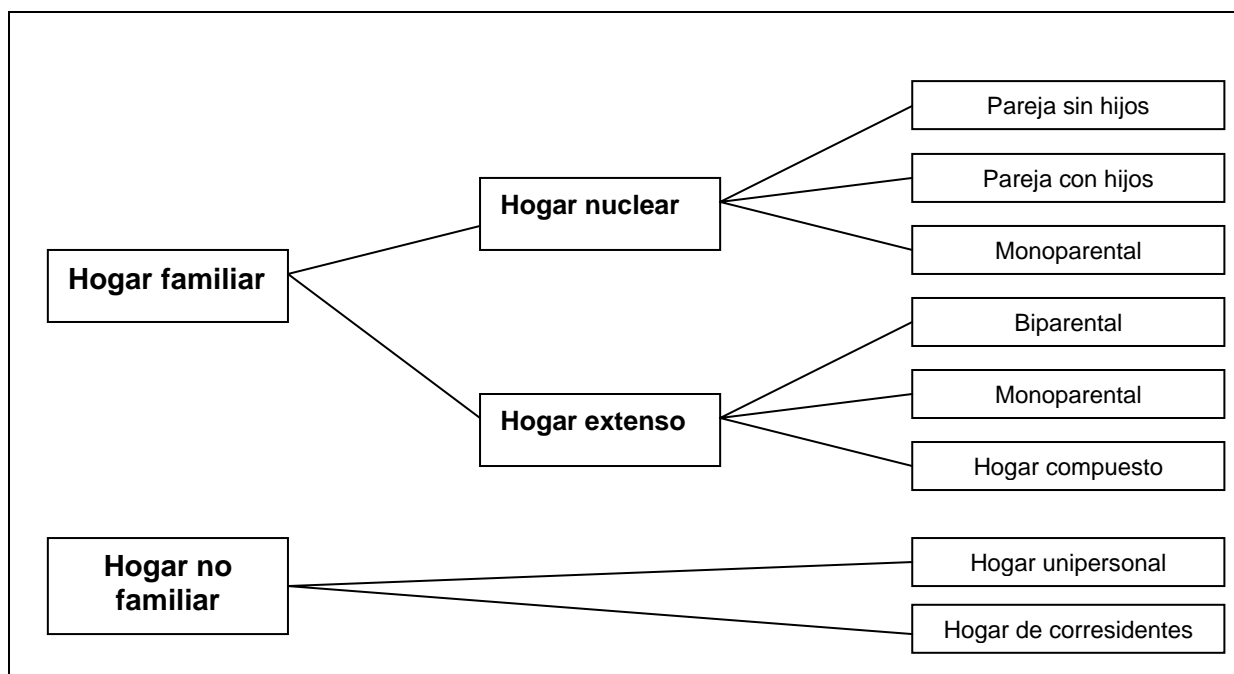 Pareja sin hijos
Pareja con hijos
Hogar nuclear
Monoparental
Hogar familiar
Biparental
Monoparental
Hogar extenso
Hogar compuesto
Hogar no
familiar
Hogar unipersonal
Hogar de corresidentes